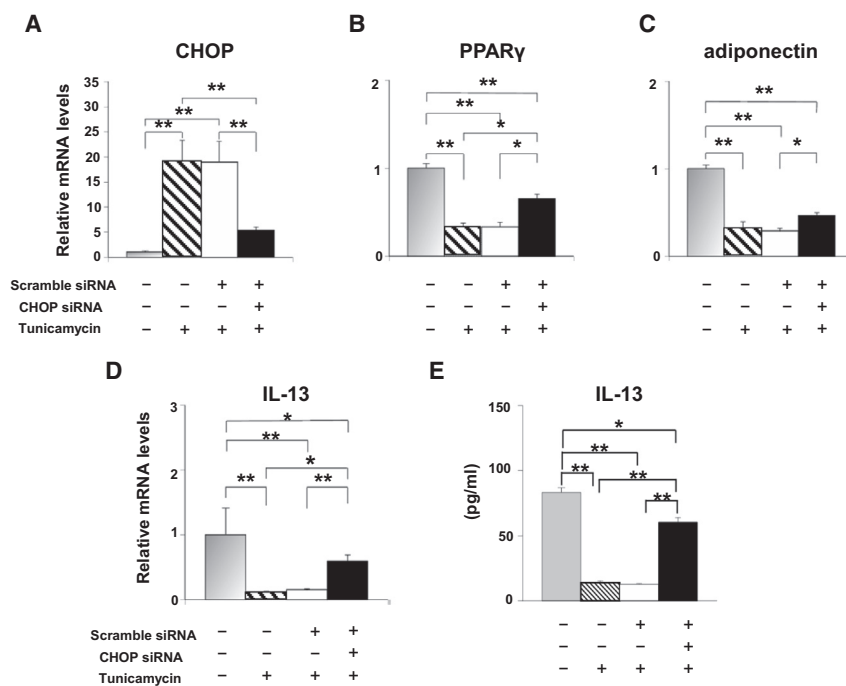 A
B
C
CHOP
PPARγ
adiponectin
Relative mRNA levels
35
30
25
20
15
10
5
0
**
**
**
**
2
1
0
**
**
*
**
*
2
1
0
**
**
**
*
Scramble siRNA − − + +
CHOP siRNA − − − +
Tunicamycin − + + +
− − + +
− − − +
− + + +
− − + +
− − − +
− + + +
D
E
IL-13
IL-13
Relative mRNA levels
3
2
1
0
*
**
*
**
**
(pg/ml)
150
100
50
0
*
**
**
**
**
Scramble siRNA − − + +
CHOP siRNA − − − +
Tunicamycin − + + +
− − + +
− − − +
− + + +